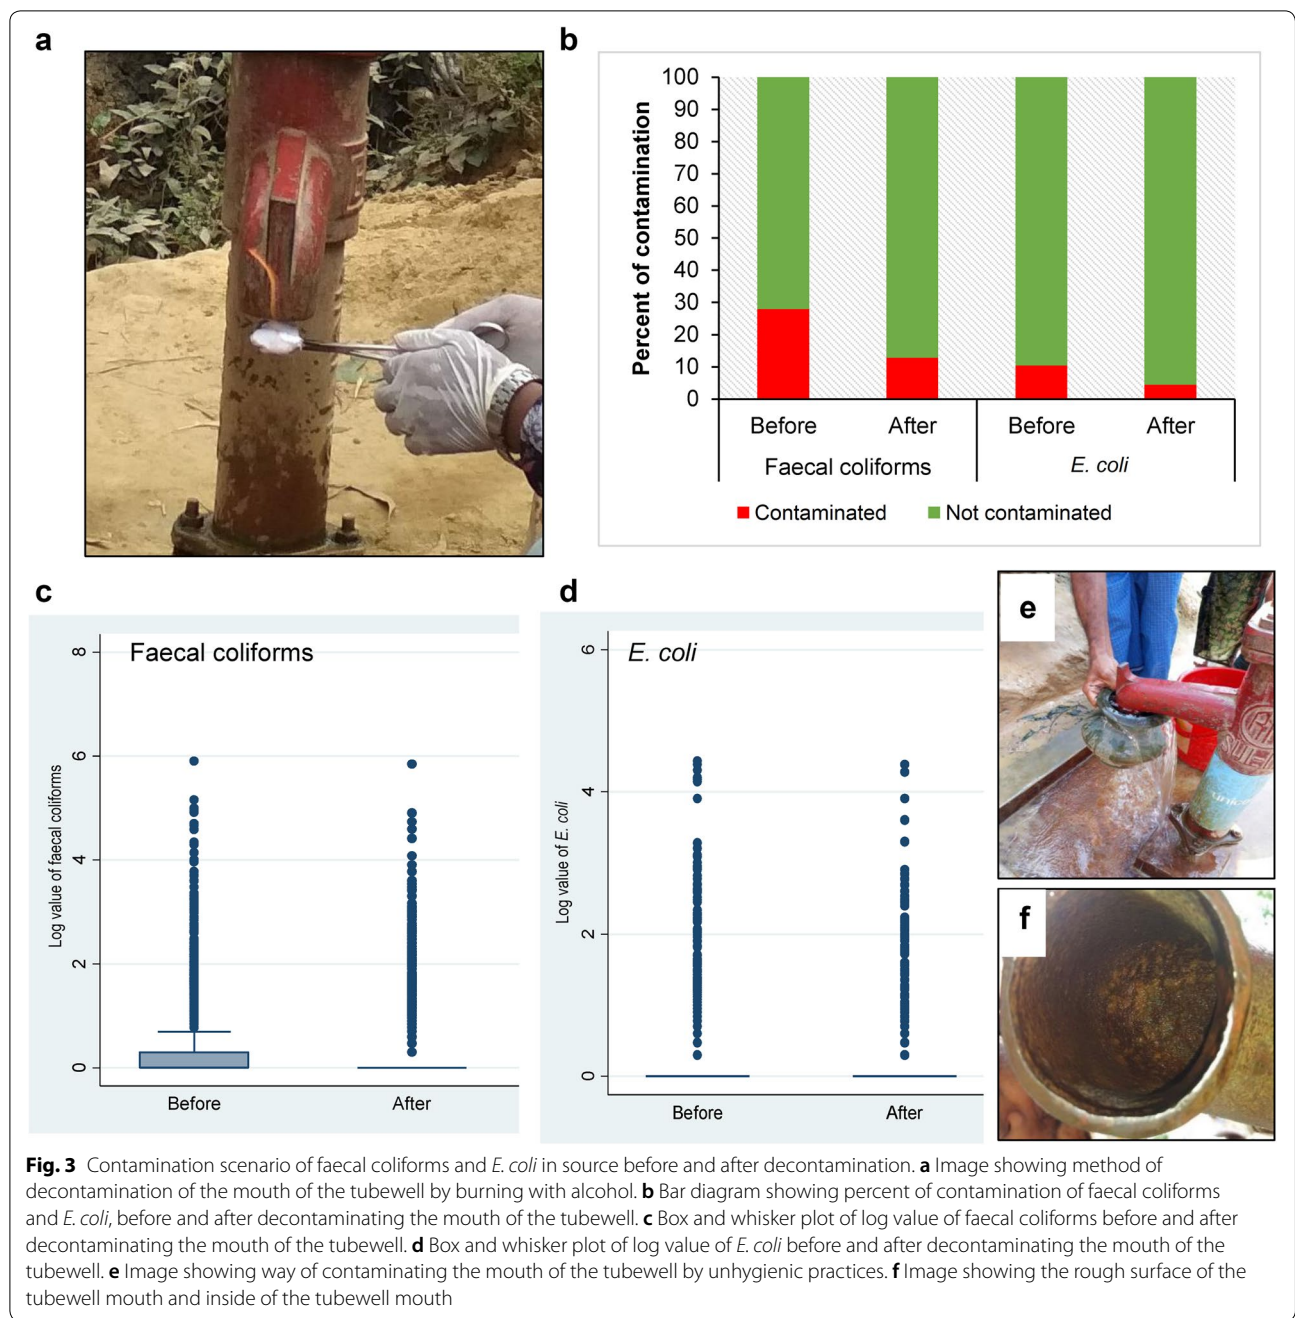 a
b
100
90
80
70
60
50
40
30
20
10
0
Percent of contamination
Before After Before After
Faecal coliforms E. coli
Contaminated Not contaminated
c
Faecal coliforms
8
6
4
2
0
Log value of faecal coliforms
Before After
d
E. coli
6
4
2
0
Log value of E. coli
Before After
e
f
Fig. 3 Contamination scenario of faecal coliforms and E. coli in source before and after decontamination. a Image showing method of
decontamination of the mouth of the tubewell by burning with alcohol. b Bar diagram showing percent of contamination of faecal coliforms
and E. coli, before and after decontaminating the mouth of the tubewell. c Box and whisker plot of log value of faecal coliforms before and after
decontaminating the mouth of the tubewell. d Box and whisker plot of log value of E. coli before and after decontaminating the mouth of the
tubewell. e Image showing way of contaminating the mouth of the tubewell by unhygienic practices. f Image showing the rough surface of the
tubewell mouth and inside of the tubewell mouth